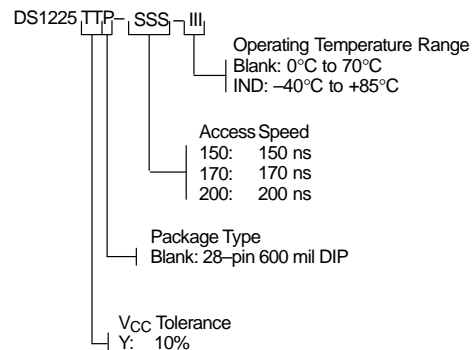 DS1225 TTP– SSS – III
Operating Temperature Range
Blank: 0°C to 70°C
IND: –40°C to +85°C
Access Speed
150: 150 ns
170: 170 ns
200: 200 ns
Package Type
Blank: 28–pin 600 mil DIP
VCC Tolerance
Y: 10%